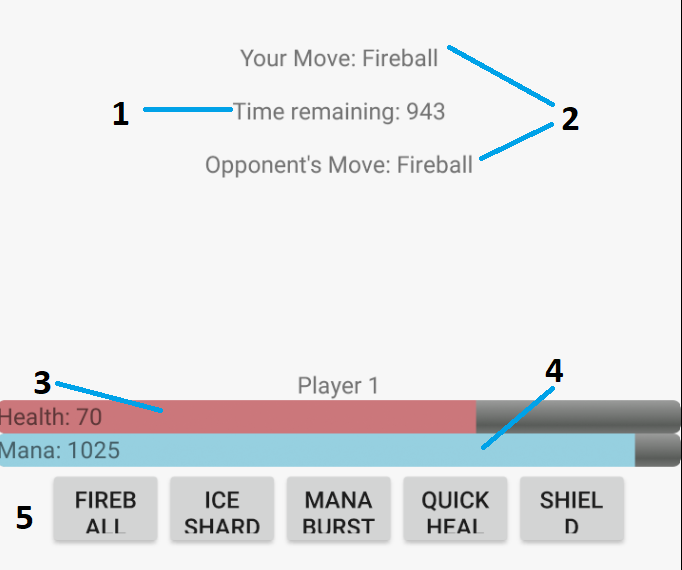 Your Move: Fireball
1
Time remaining: 943
2
Opponent's Move: Fireball
3
Player 1
4
Health: 70
Mana: 1025
5
FIREB
ALL
ICE
SHARD
MANA
BURST
QUICK
HEAL
SHIEL
D